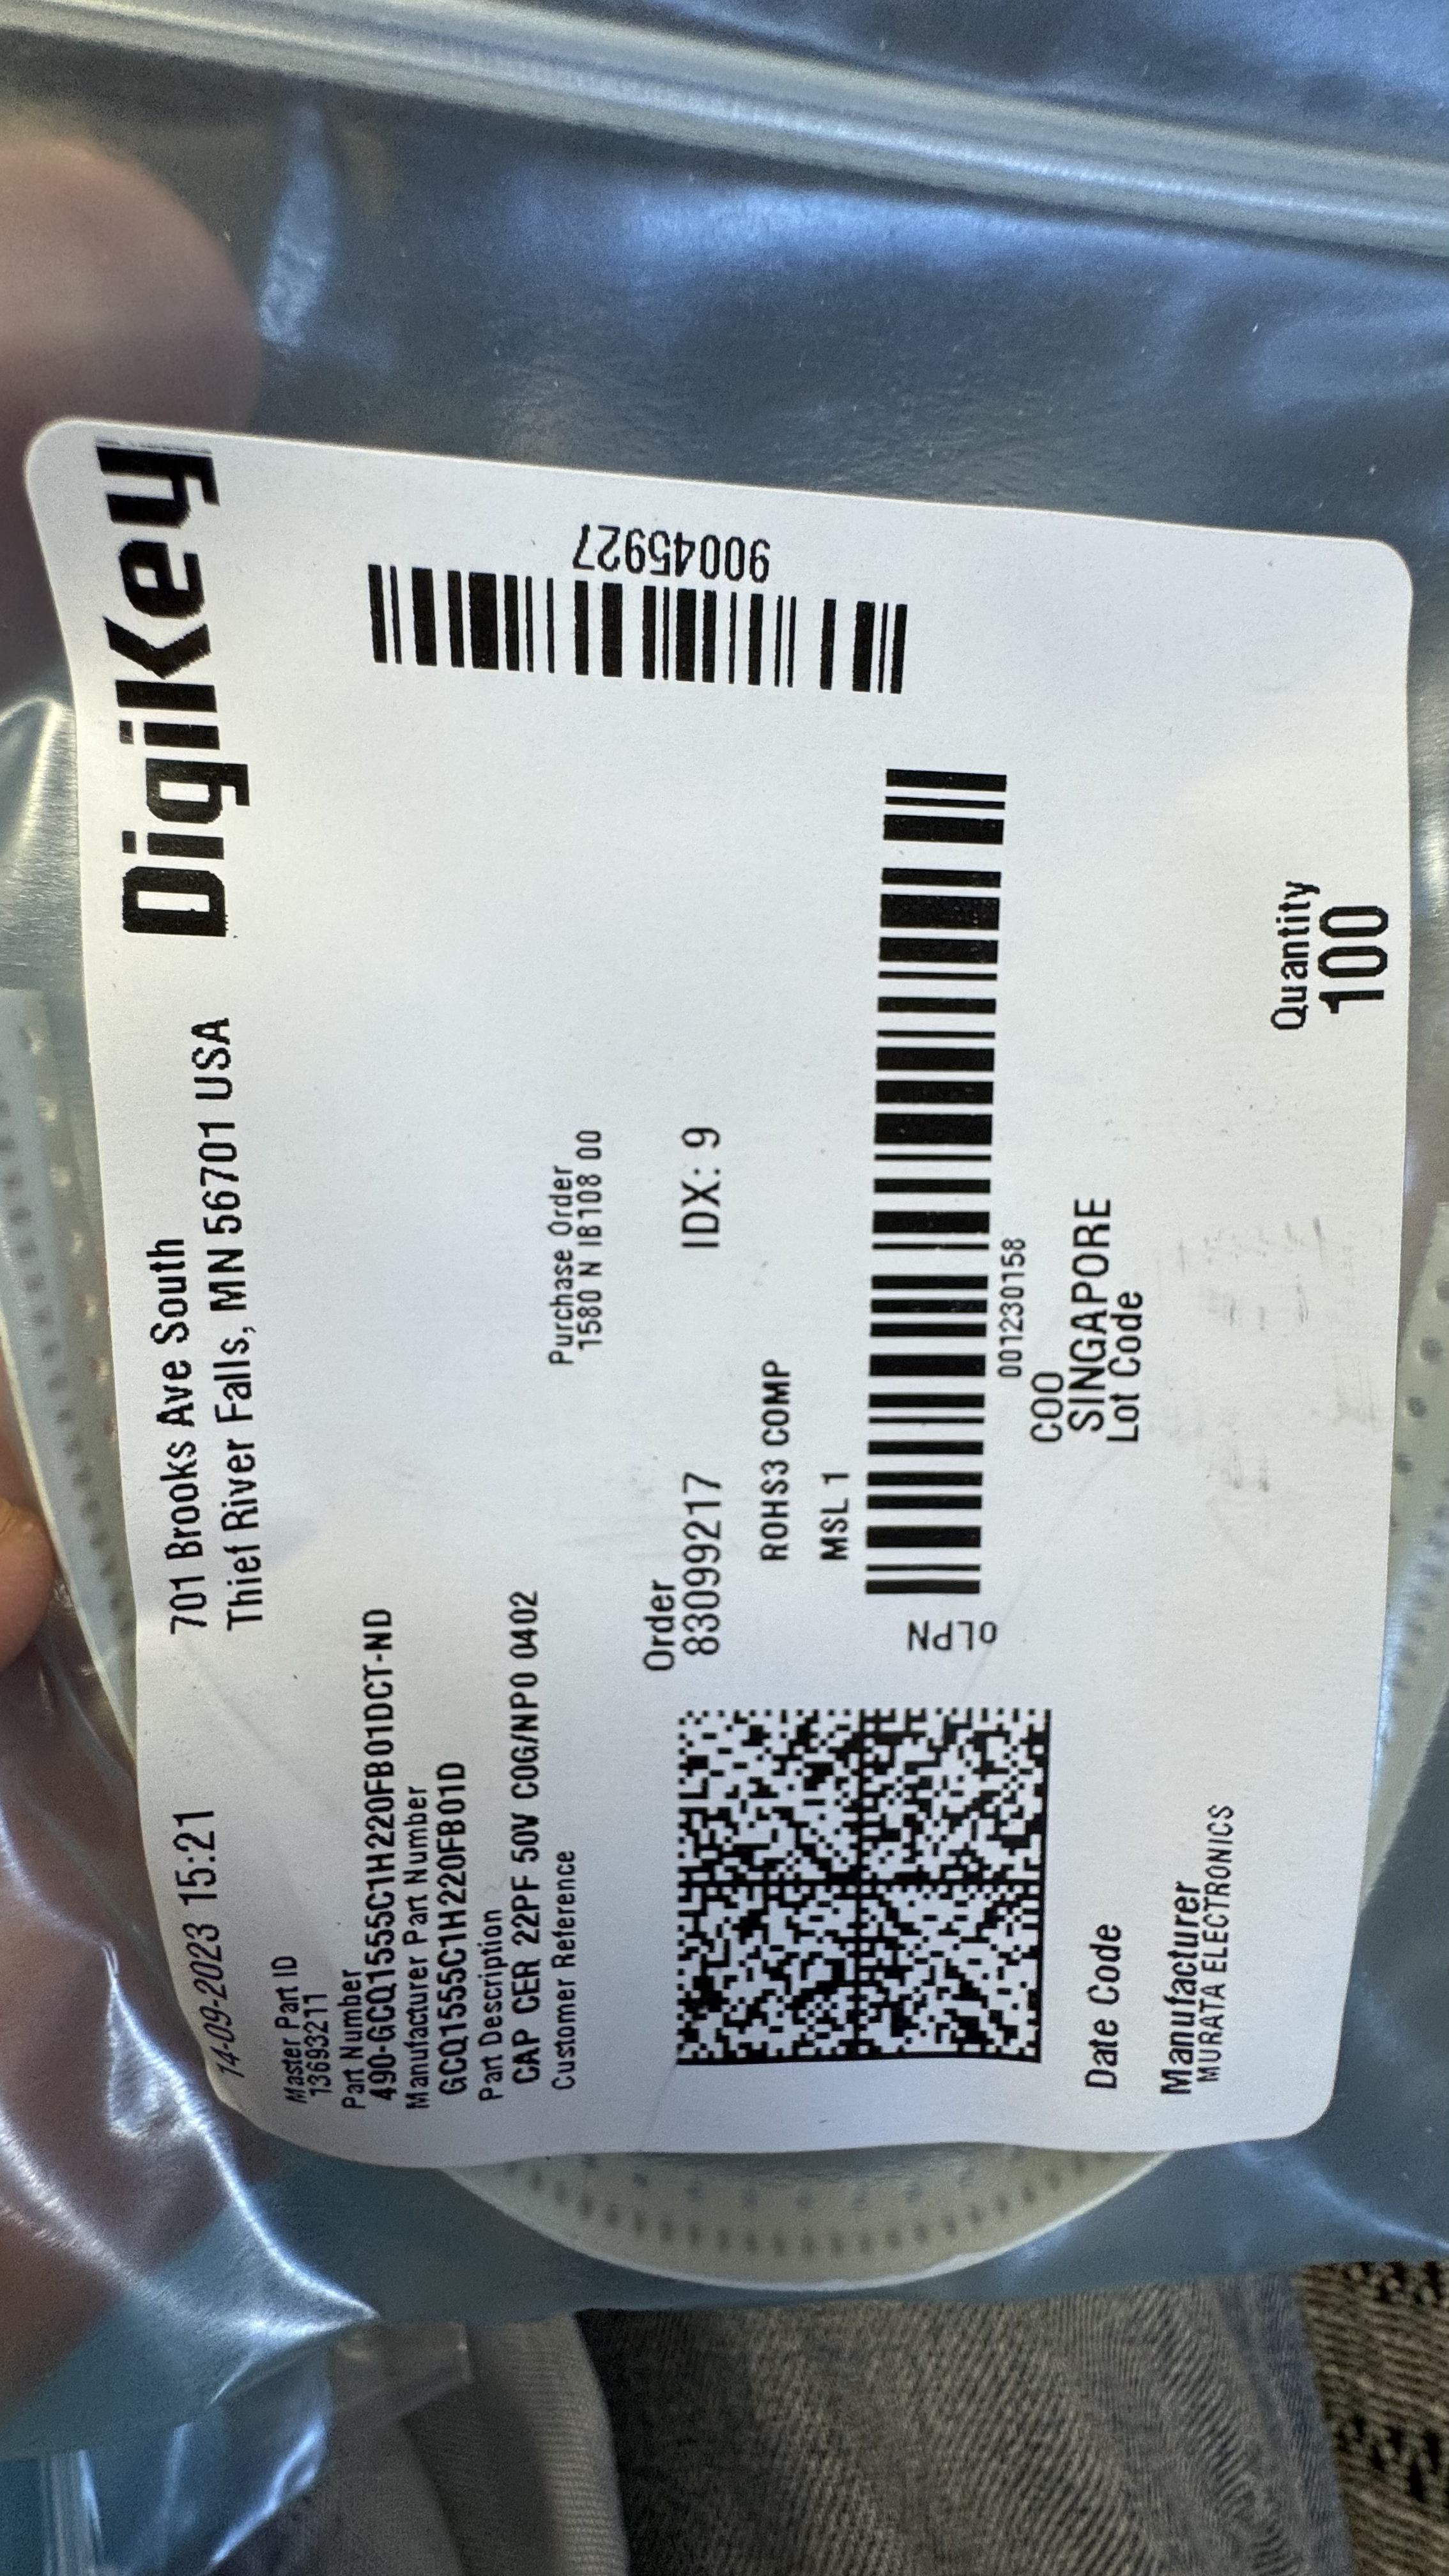 14-09-2023 15:21
701 Brooks Ave South
Thief River Falls, MN 56701 USA
DigiKey
Master Part ID
13693211
Part Number
490-GCQ1555C1H220FB01DCT-ND
Manufacturer Part Number
GCQ1555C1H220FB01D
Part Description
CAP CER 22PF 50V C0G/NP0 0402
Customer Reference
Purchase Order
1580 N IB108 00
90045927
Order
83099217
IDX: 9
ROHS3 COMP
MSL 1
OLPN
001230158
COO
SINGAPORE
Date Code
Lot Code
Manufacturer
MURATA ELECTRONICS
Quantity
100